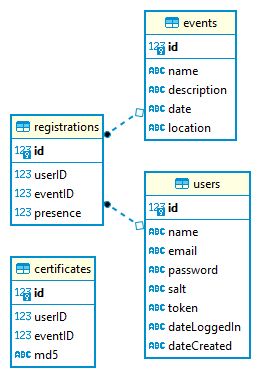 events
123 id
ABC name
ABC description
ABC date
ABC location
registrations
123 id
123 userID
123 eventID
123 presence
users
123 id
ABC name
ABC email
ABC password
ABC salt
ABC token
ABC dateLoggedIn
ABC dateCreated
certificates
123 id
123 userID
123 eventID
ABC md5